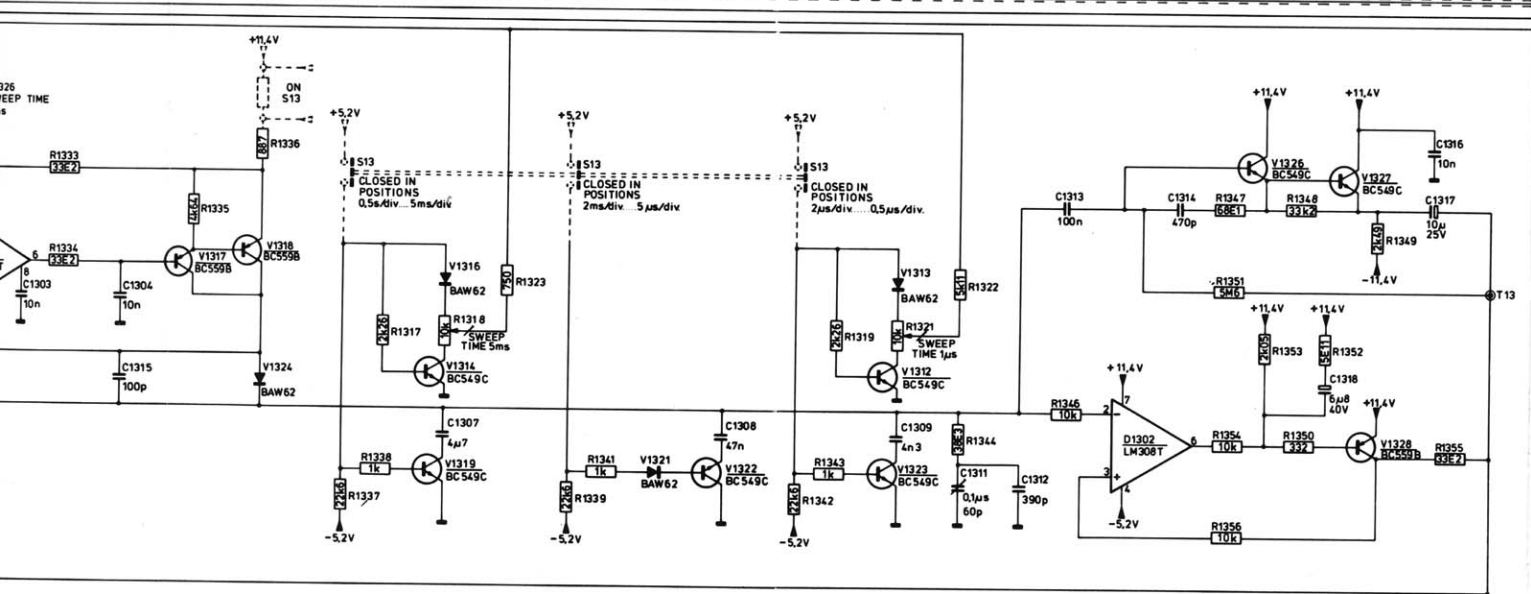 326
EEP TIME
s
R1333
33E2
R1334
33E2
6
8
C1303
10n
C1304
10n
C1315
100p
+11,4V
ON
S13
887
R1336
4k64
R1335
V1317
BC559B
V1318
BC559B
V1324
BAW62
+5,2V
S13
CLOSED IN
POSITIONS
0,5s/div....5ms/div
V1316
BAW62
2k26
R1317
R1318
10k
SWEEP
TIME 5ms
750
R1323
V1314
BC549C
C1307
4µ7
R1338
1k
V1319
BC549C
22k6
R1337
-5,2V
+5,2V
S13
CLOSED IN
POSITIONS
2ms/div....5µs/div.
C1308
47n
R1341
1k
V1321
BAW62
V1322
BC549C
22k6
R1339
-5,2V
+5,2V
S13
CLOSED IN
POSITIONS
2µs/div......0,5µs/div.
V1313
BAW62
2k26
R1319
R1321
10k
SWEEP
TIME 1µs
5k11
R1322
V1312
BC549C
C1309
4n3
R1343
1k
V1323
BC549C
22k6
R1342
-5,2V
38E3
R1344
C1311
0,1µs
60p
C1312
390p
C1313
100n
C1314
470p
R1347
68E1
R1348
33k2
+11,4V
V1326
BC549C
+11,4V
V1327
BC549C
C1316
10n
C1317
10µ
25V
2k49
R1349
-11,4V
R1351
5M6
T13
+11,4V
2k05
R1353
+11,4V
5E11
R1352
C1318
6µ8
40V
R1346
10k
+11,4V
7
2
-
D1302
LM308T
6
3
+
4
-5,2V
R1354
10k
R1350
332
+11,4V
V1328
BC559B
R1355
33E2
R1356
10k